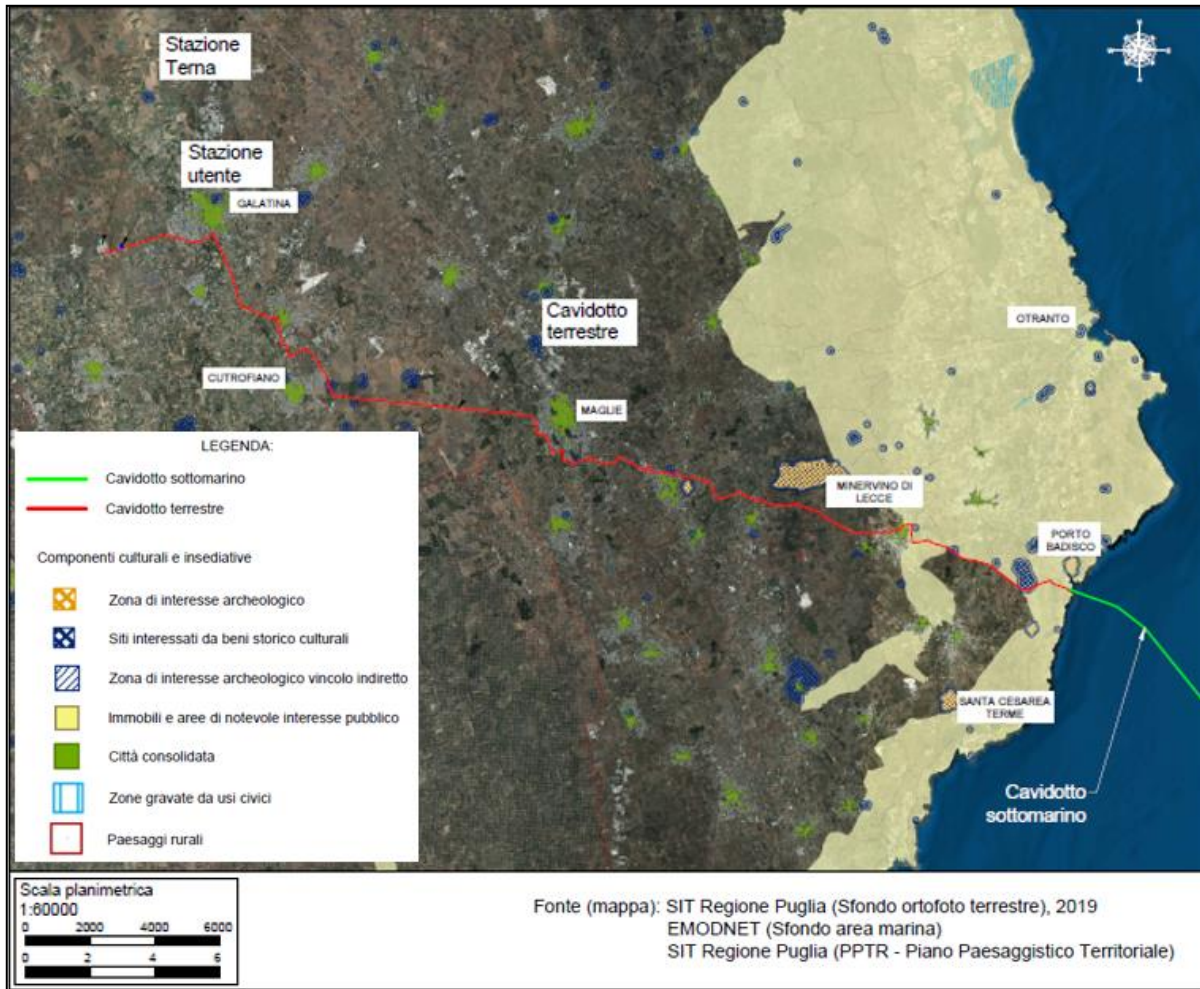 Stazione
Terna
Stazione
utente
GALATINA
Cavidotto
terrestre
OTRANTO
CUTROFIANO
MAGLIE
MINERVINO DI
LECCE
PORTO
BADISCO
SANTA CESAREA
TERME
Cavidotto
sottomarino
LEGENDA:
Cavidotto sottomarino
Cavidotto terrestre
Componenti culturali e insediative
Zona di interesse archeologico
Siti interessati da beni storico culturali
Zona di interesse archeologico vincolo indiretto
Immobili e aree di notevole interesse pubblico
Città consolidata
Zone gravate da usi civici
Paesaggi rurali
Scala planimetrica
1:60000
0 2000 4000 6000
0 2 4 6
Fonte (mappa): SIT Regione Puglia (Sfondo ortofoto terrestre), 2019
EMODNET (Sfondo area marina)
SIT Regione Puglia (PPTR - Piano Paesaggistico Territoriale)